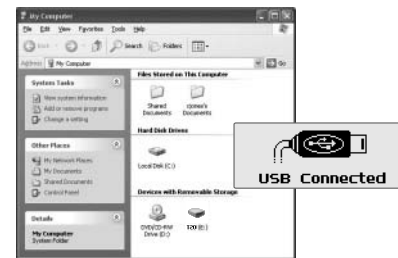 My Computer
File Edit View Favorites Tools Help
Search Folders
Address My Computer Go
System Tasks
View system information
Add or remove programs
Change a setting
Other Places
My Network Places
My Documents
Shared Documents
Control Panel
Details
My Computer
System Folder
Files Stored on This Computer
Shared Documents
Documents
Hard Disk Drives
Local Disk (C:)
Devices with Removable Storage
DVD/CD-RW
Drive (D:)
T20 (E:)
USB Connected